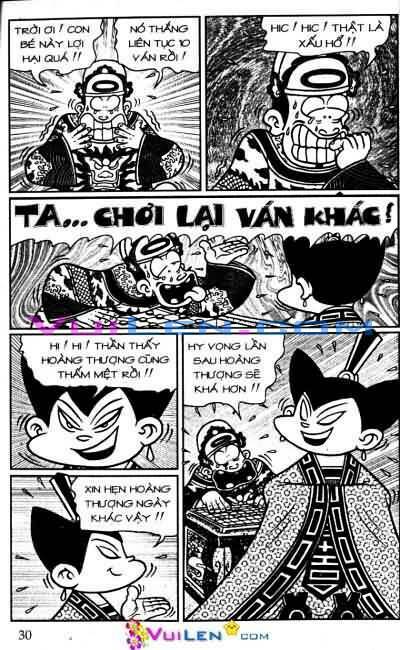 TRỜI ƠI! CON
BÉ NÀY LỢI
HẠI QUÁ!!
NÓ THẮNG
LIÊN TỤC 10
VÁN RỒI!
HIC! HIC! THẬT LÀ
XẤU HỔ!!
TA... CHƠI LẠI VÁN KHÁC!
VuiLen.com
HI! HI! THẦN THẤY
HOÀNG THƯỢNG CŨNG
THẤM MỆT RỒI!!
HY VỌNG LẦN
SAU HOÀNG
THƯỢNG SẼ
KHÁ HƠN!!
XIN HẸN HOÀNG
THƯỢNG NGÀY
KHÁC VẬY!!
30
VuiLen.com